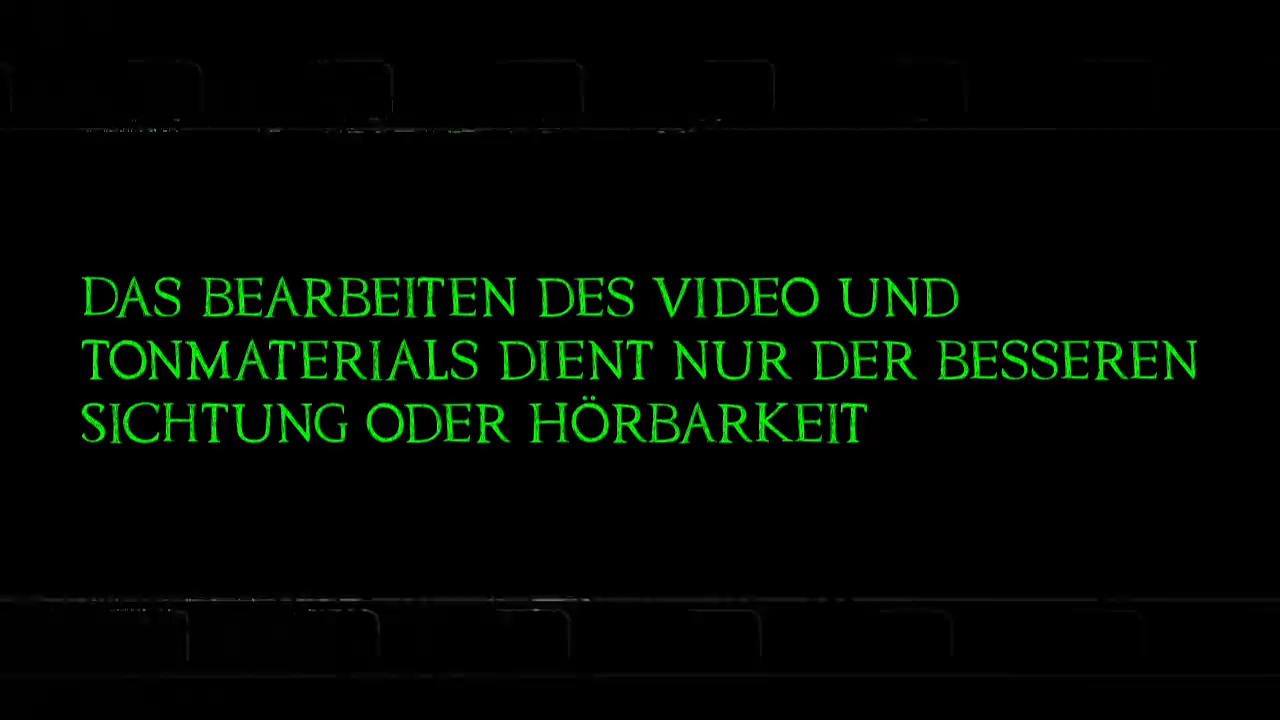 DAS BEARBEITEN DES VIDEO UND
TONMATERIALS DIENT NUR DER BESSEREN
SICHTUNG ODER HÖRBARKEIT